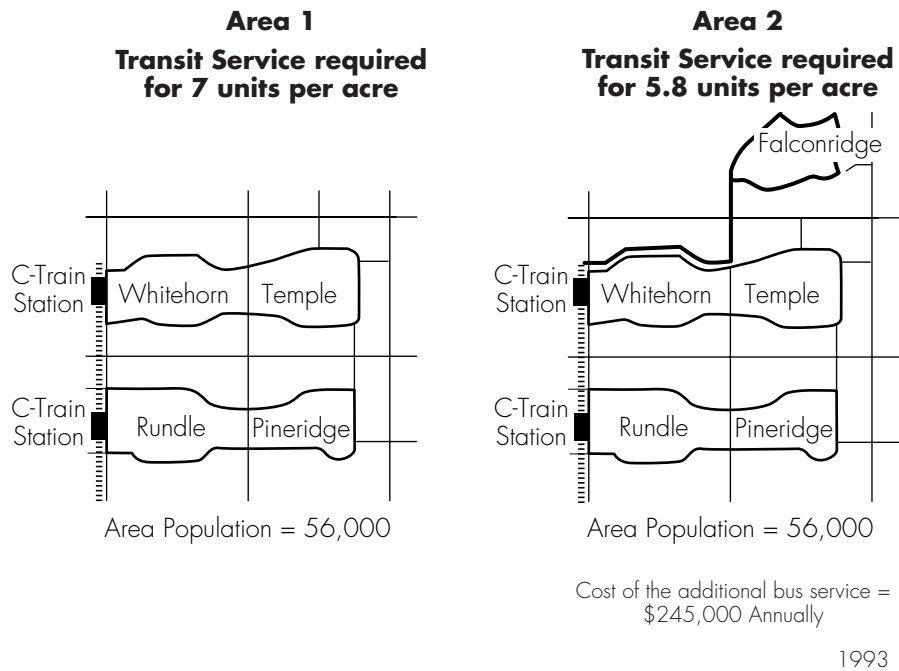 Area 1
Transit Service required
for 7 units per acre
C-Train
Station
Whitehorn
Temple
C-Train
Station
Rundle
Pineridge
Area Population = 56,000
Area 2
Transit Service required
for 5.8 units per acre
Falconridge
C-Train
Station
Whitehorn
Temple
C-Train
Station
Rundle
Pineridge
Area Population = 56,000
Cost of the additional bus service =
$245,000 Annually
1993